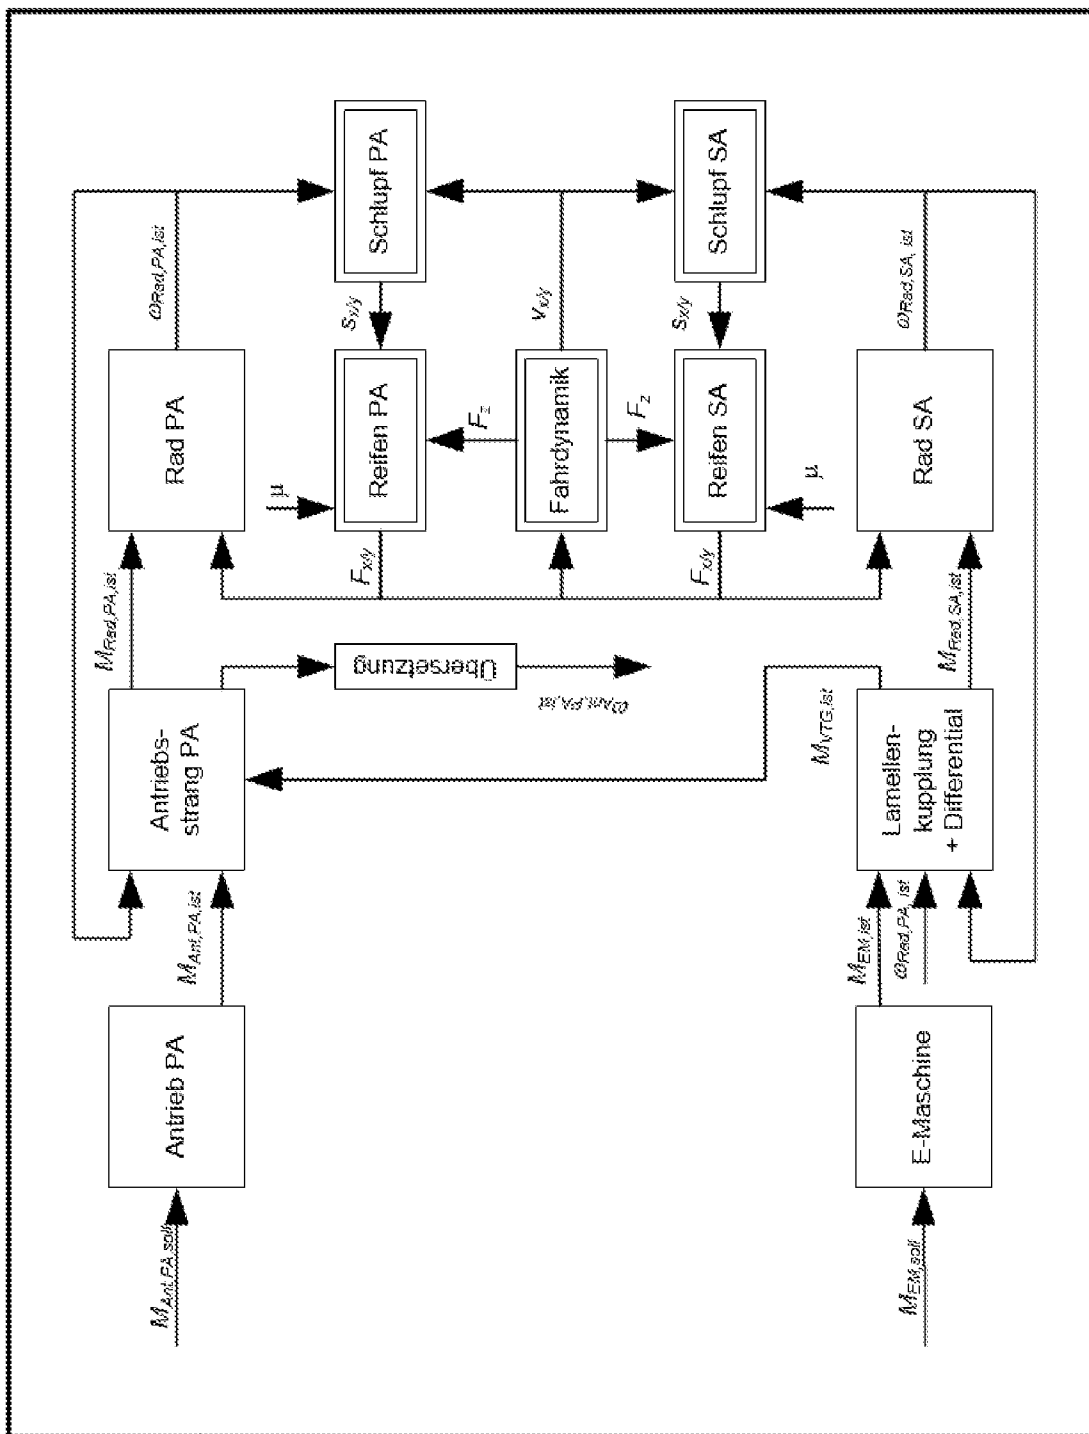 M_Ant,PA,soll
Antrieb PA
M_Ant,PA,ist
Antriebs-
strang PA
M_Rad,PA,ist
Rad PA
ω_Rad,PA,ist
Übersetzung
ω_Ant,PA,ist
μ
F_x/y
Reifen PA
s_x/y
Schlupf PA
F_z
Fahrdynamik
v_x/y
F_z
F_x/y
Reifen SA
s_x/y
Schlupf SA
μ
M_VTG,ist
M_EM,soll
E-Maschine
M_EM,ist
ω_Rad,PA, ist
Lamellen-
kupplung
+ Differential
M_Rad,SA,ist
Rad SA
ω_Rad,SA, ist